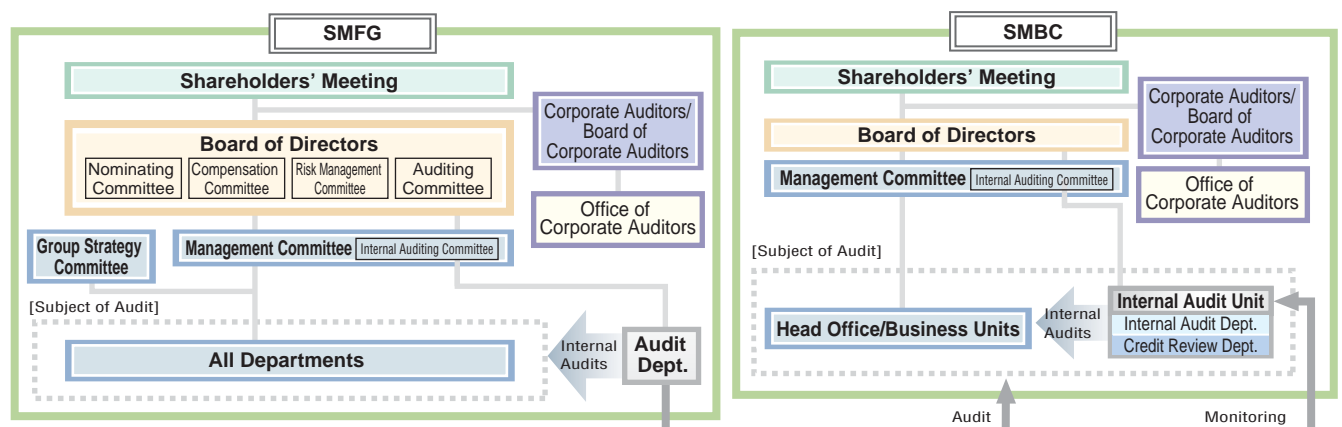 SMFG
Shareholders' Meeting
Corporate Auditors/
Board of
Corporate Auditors
Board of Directors
Nominating
Committee
Compensation
Committee
Risk Management
Committee
Auditing
Committee
Office of
Corporate Auditors
Group Strategy
Committee
Management Committee
Internal Auditing Committee
[Subject of Audit]
All Departments
Internal
Audits
Audit
Dept.
SMBC
Shareholders' Meeting
Corporate Auditors/
Board of
Corporate Auditors
Board of Directors
Management Committee
Internal Auditing Committee
Office of
Corporate Auditors
[Subject of Audit]
Head Office/Business Units
Internal
Audits
Internal Audit Unit
Internal Audit Dept.
Credit Review Dept.
Audit
Monitoring